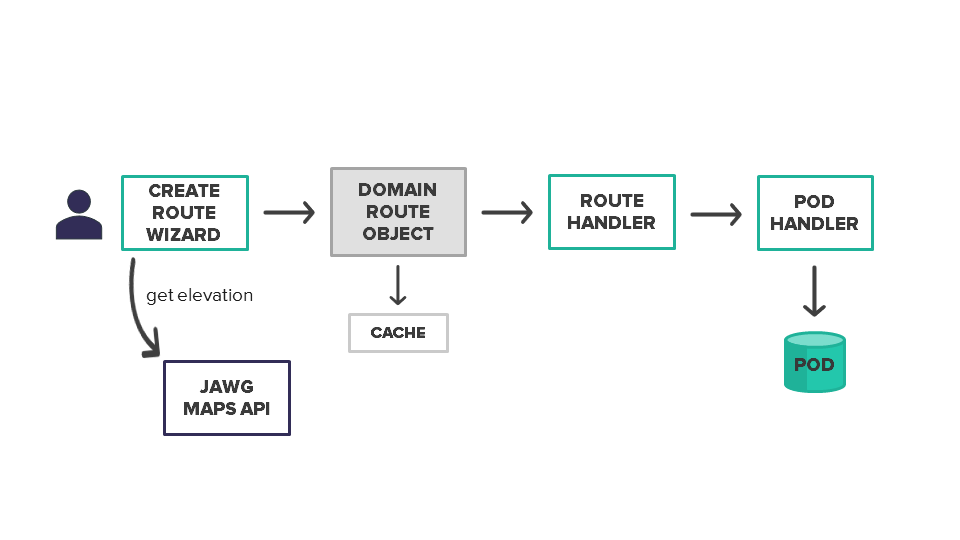 CREATE
ROUTE
WIZARD
DOMAIN
ROUTE
OBJECT
ROUTE
HANDLER
POD
HANDLER
get elevation
CACHE
POD
JAWG
MAPS API